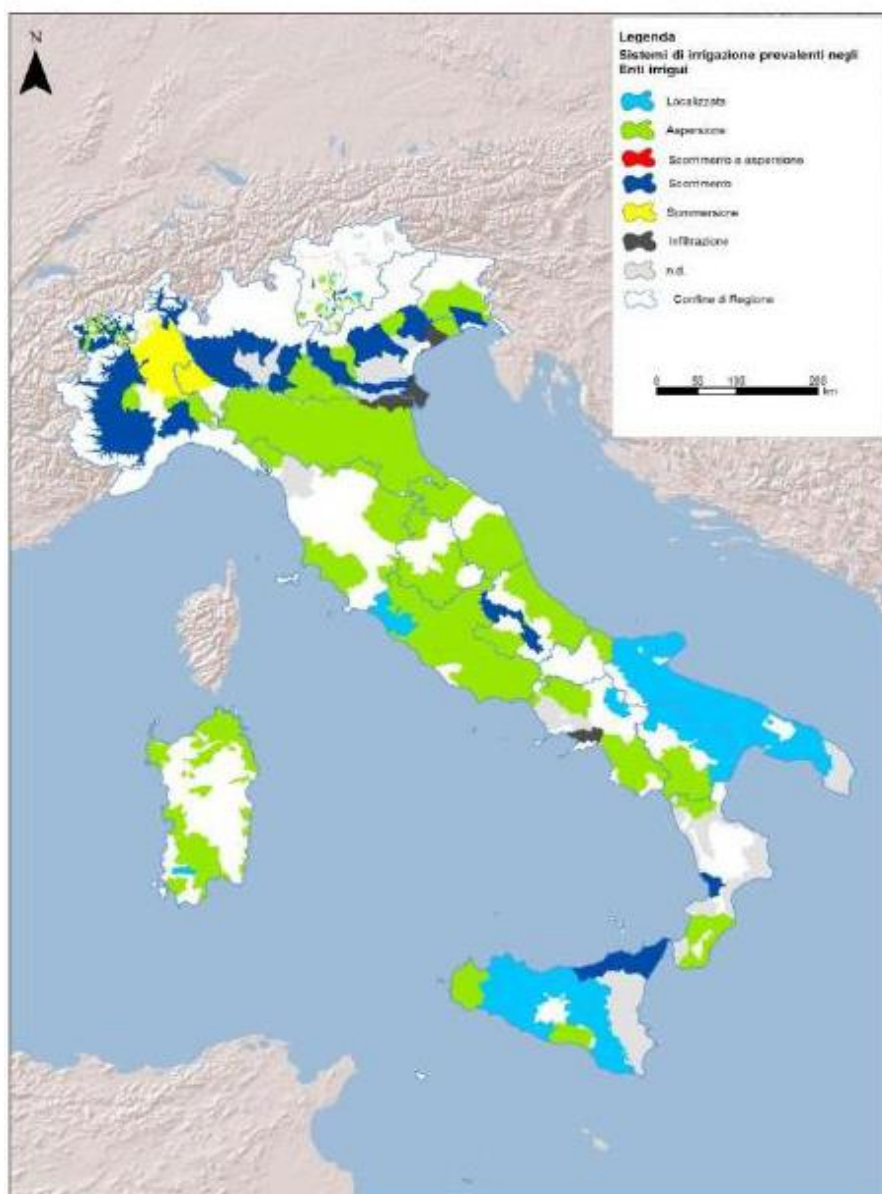 N
Legenda
Sistemi di irrigazione prevalenti negli
Enti irrigui
Localizzata
Aspersione
Scorrimento e aspersione
Scorrimento
Sommersione
Infiltrazione
n.d.
Confine di Regione
0 50 100 200
km